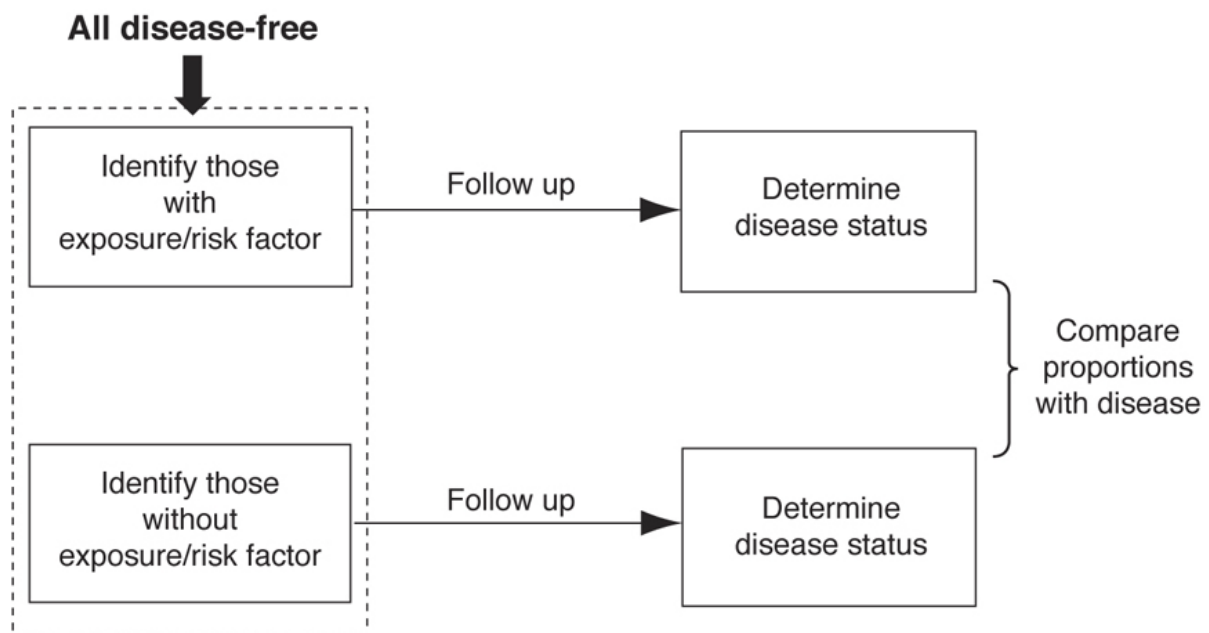 All disease-free
Identify those
with
exposure/risk factor
Follow up
Determine
disease status
Compare
proportions
with disease
Identify those
without
exposure/risk factor
Follow up
Determine
disease status